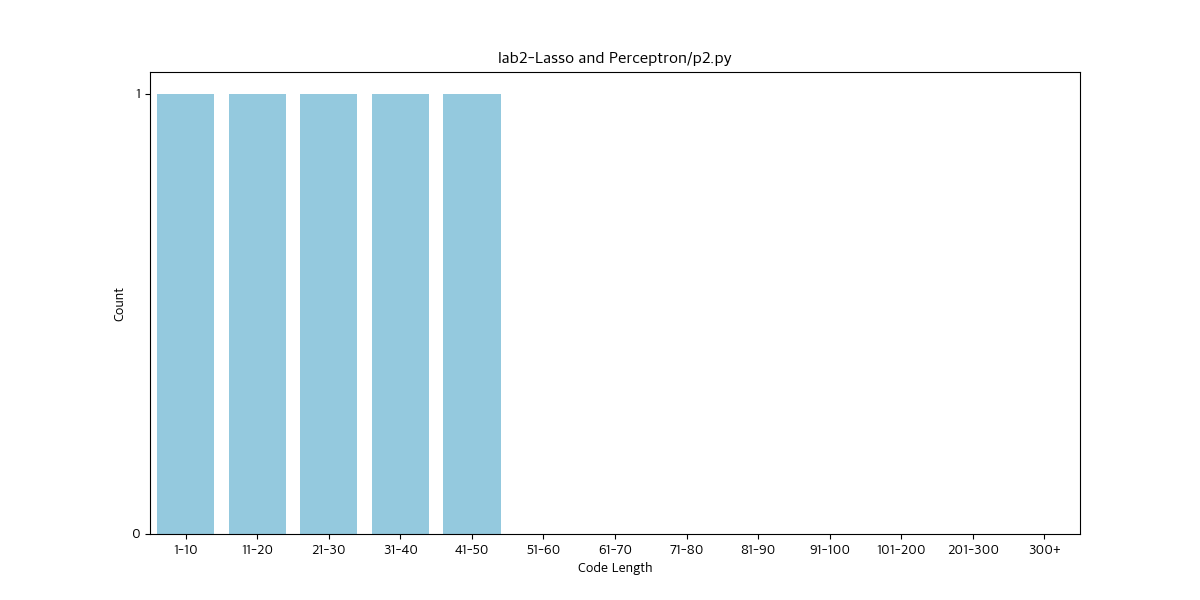 lab2-Lasso and Perceptron/p2.py
1
0
Count
1-10 11-20 21-30 31-40 41-50 51-60 61-70 71-80 81-90 91-100 101-200 201-300 300+
Code Length